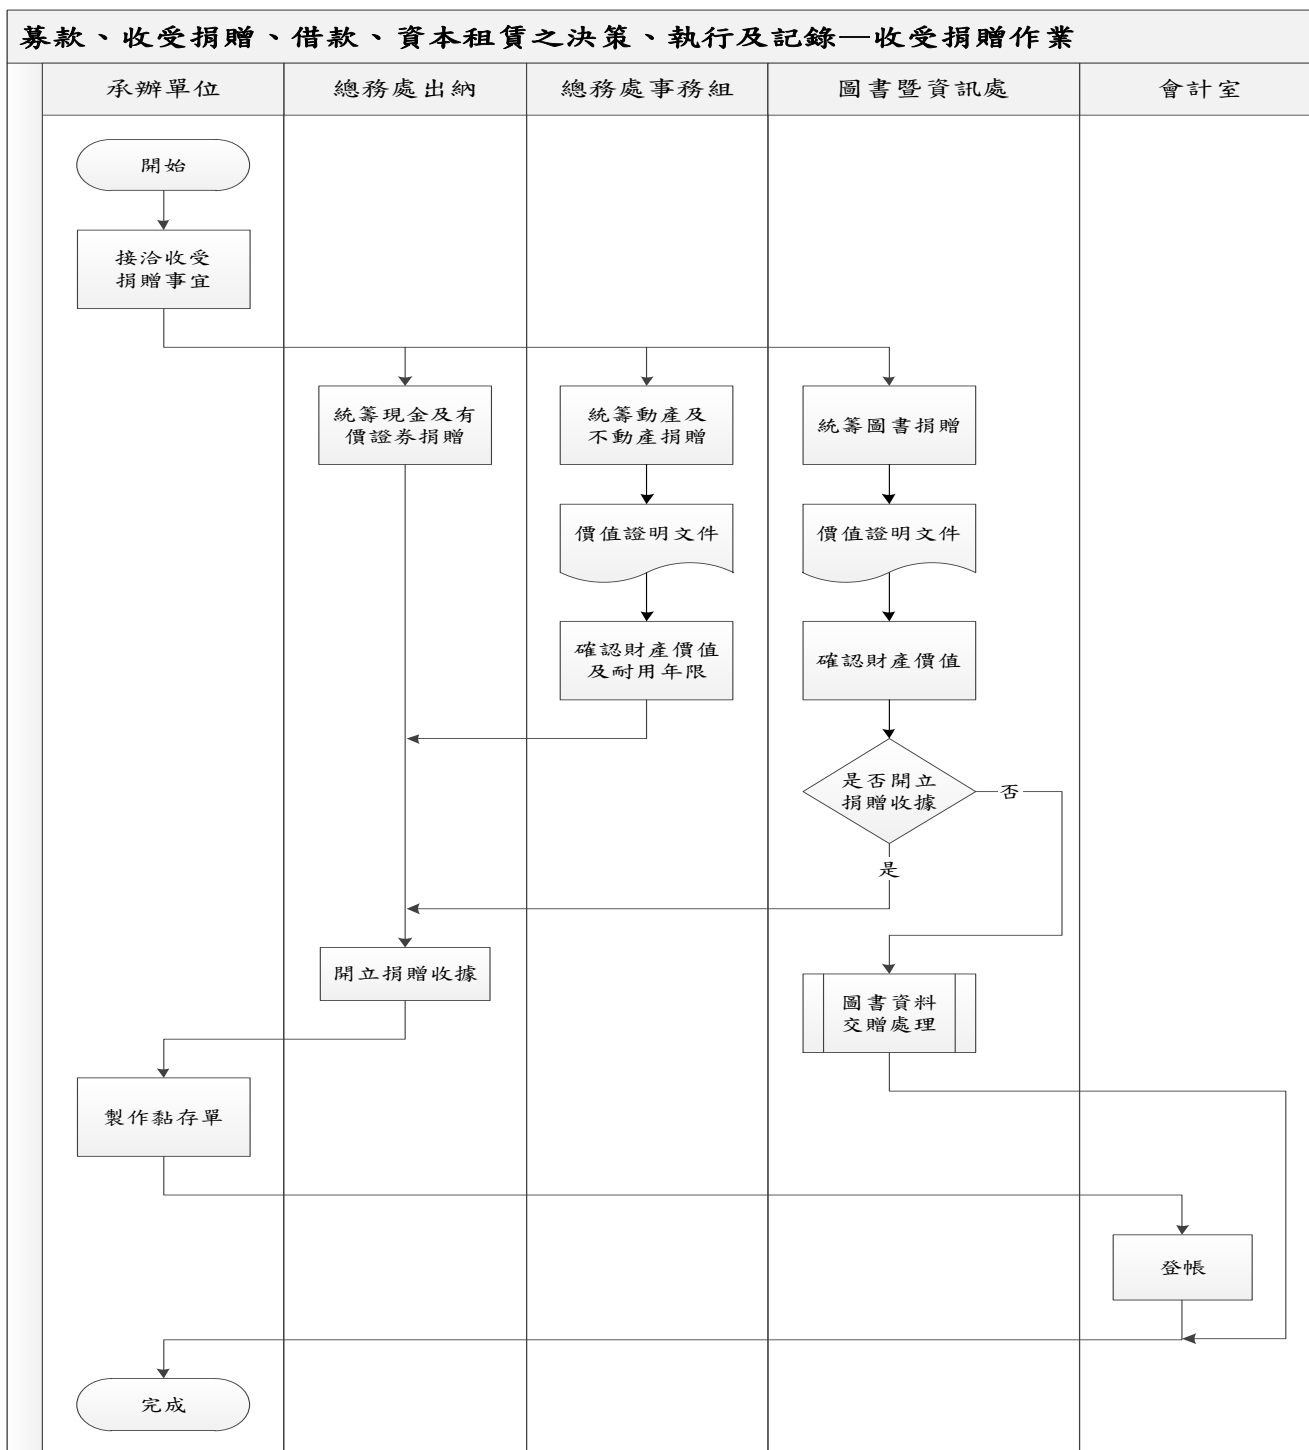 募款、收受捐贈、借款、資本租賃之決策、執行及記錄—收受捐贈作業
承辦單位
總務處出納
總務處事務組
圖書暨資訊處
會計室
開始
接洽收受
捐贈事宜
統籌現金及有
價證券捐贈
統籌動產及
不動產捐贈
統籌圖書捐贈
價值證明文件
價值證明文件
確認財產價值
及耐用年限
確認財產價值
是否開立
捐贈收據
否
是
開立捐贈收據
圖書資料
交贈處理
製作黏存單
登帳
完成